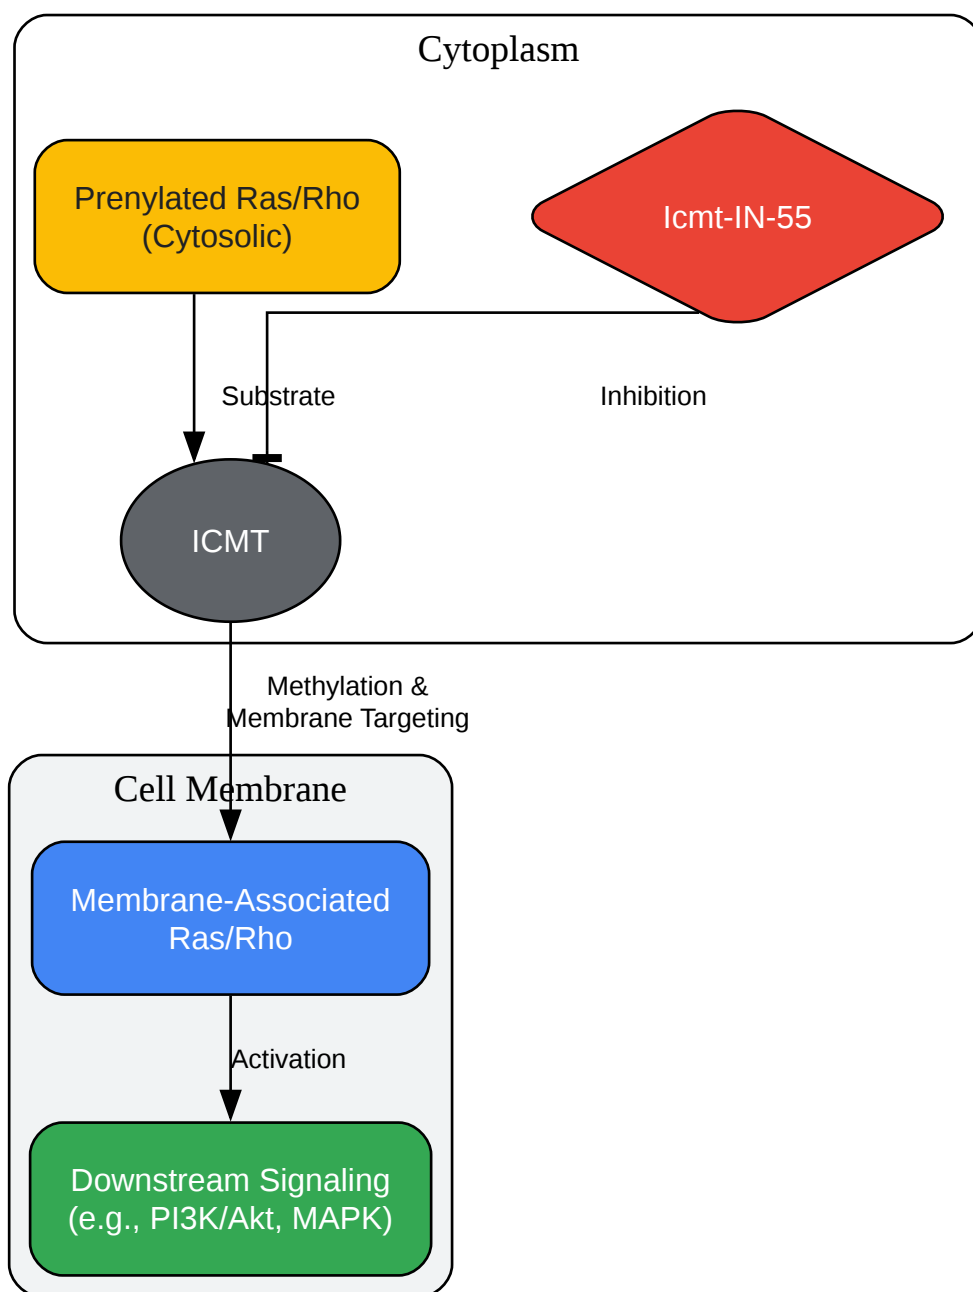 Cytoplasm
Prenylated Ras/Rho
(Cytosolic)
Icmt-IN-55
Substrate
Inhibition
ICMT
Methylation &
Membrane Targeting
Cell Membrane
Membrane-Associated
Ras/Rho
Activation
Downstream Signaling
(e.g., PI3K/Akt, MAPK)